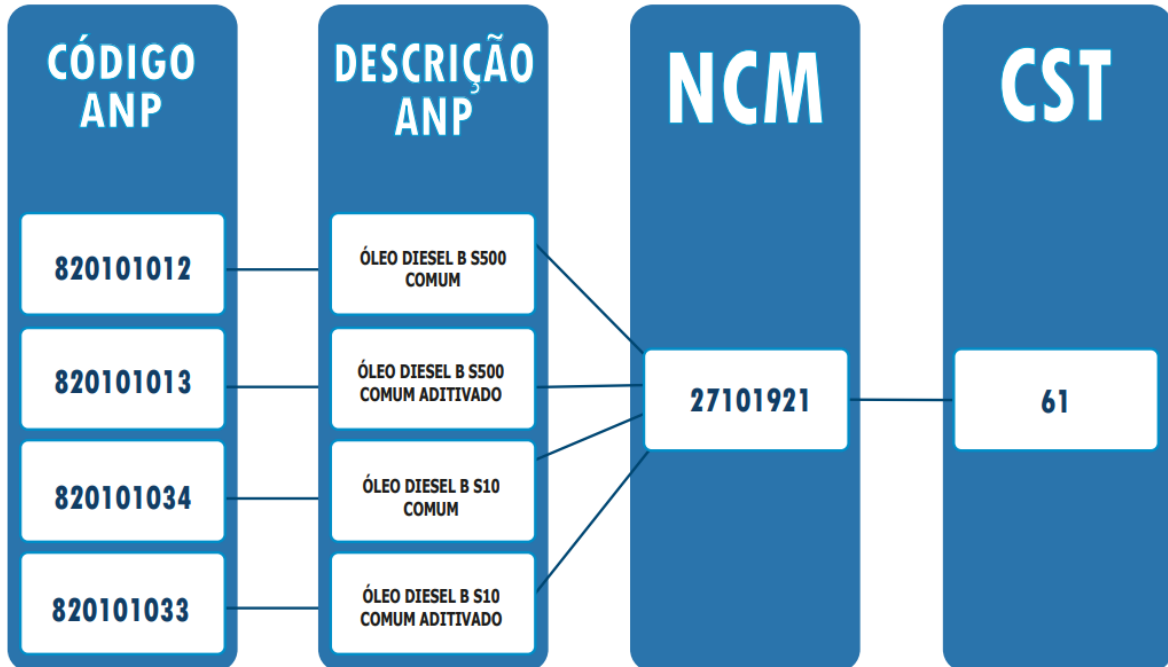 CÓDIGO
ANP
DESCRIÇÃO
ANP
NCM
CST
820101012
ÓLEO DIESEL B S500
COMUM
820101013
ÓLEO DIESEL B S500
COMUM ADITIVADO
27101921
61
820101034
ÓLEO DIESEL B S10
COMUM
820101033
ÓLEO DIESEL B S10
COMUM ADITIVADO